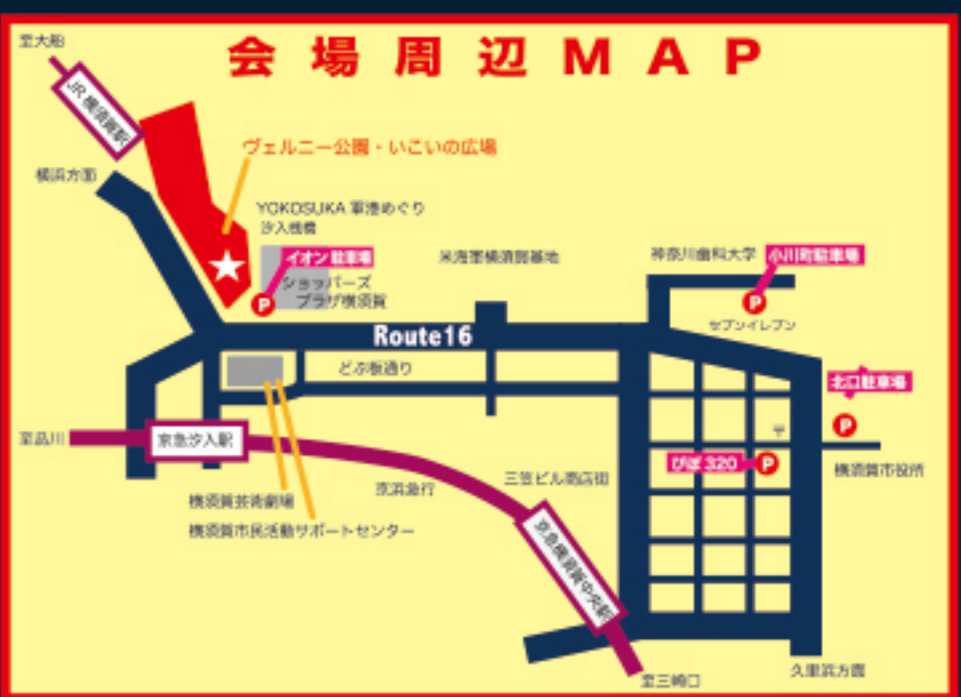 会場周辺MAP
至大船
JR横須賀駅
ヴェルニー公園・いこいの広場
横浜方面
YOKOSUKA 軍港めぐり
汐入桟橋
イオン駐車場
米海軍横須賀基地
神奈川歯科大学
小川町駐車場
ショッパーズ
プラザ横須賀
P
P
セブンイレブン
Route16
どぶ板通り
北口駐車場
P
〒
至品川
京急汐入駅
ぴぽ320
P
横須賀市役所
京浜急行
三笠ビル商店街
横須賀芸術劇場
横須賀市民活動サポートセンター
京急横須賀中央駅
久里浜方面
至三崎口